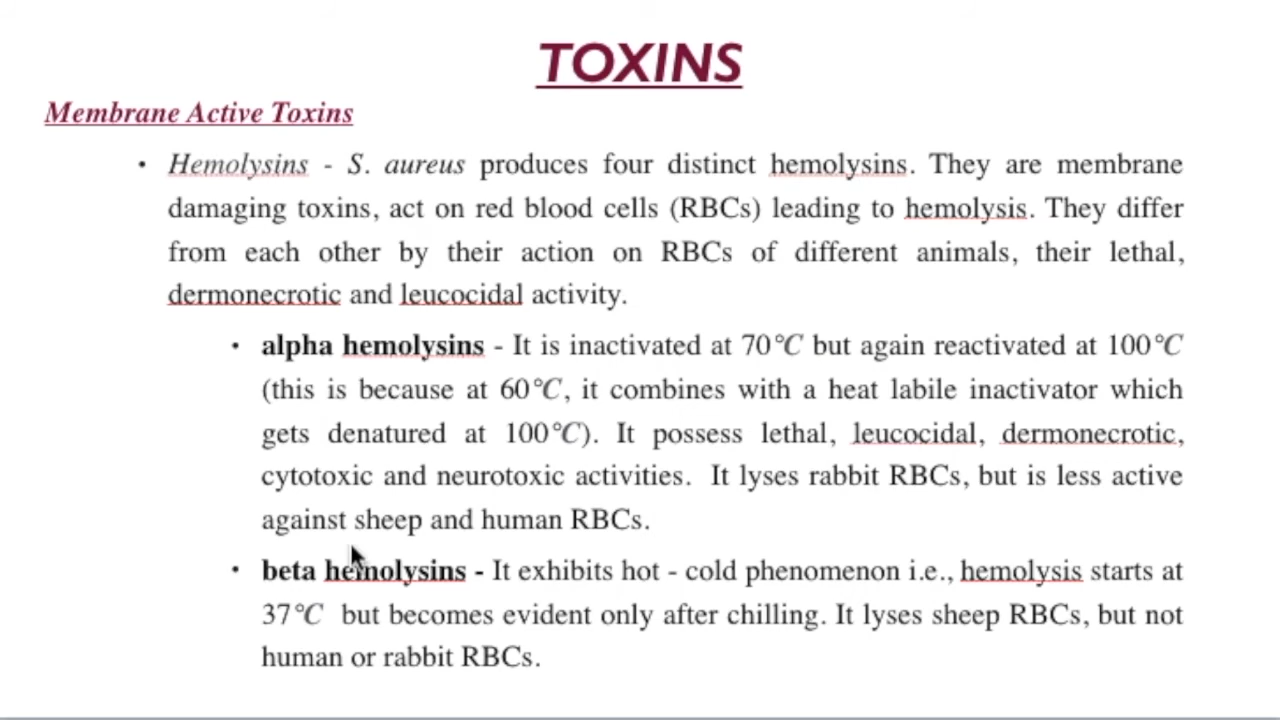 TOXINS
Membrane Active Toxins
• Hemolysins - S. aureus produces four distinct hemolysins. They are membrane
damaging toxins, act on red blood cells (RBCs) leading to hemolysis. They differ
from each other by their action on RBCs of different animals, their lethal,
dermonecrotic and leucocidal activity.
• alpha hemolysins - It is inactivated at 70℃ but again reactivated at 100℃
(this is because at 60℃, it combines with a heat labile inactivator which
gets denatured at 100℃). It possess lethal, leucocidal, dermonecrotic,
cytotoxic and neurotoxic activities. It lyses rabbit RBCs, but is less active
against sheep and human RBCs.
• beta hemolysins - It exhibits hot - cold phenomenon i.e., hemolysis starts at
37℃ but becomes evident only after chilling. It lyses sheep RBCs, but not
human or rabbit RBCs.